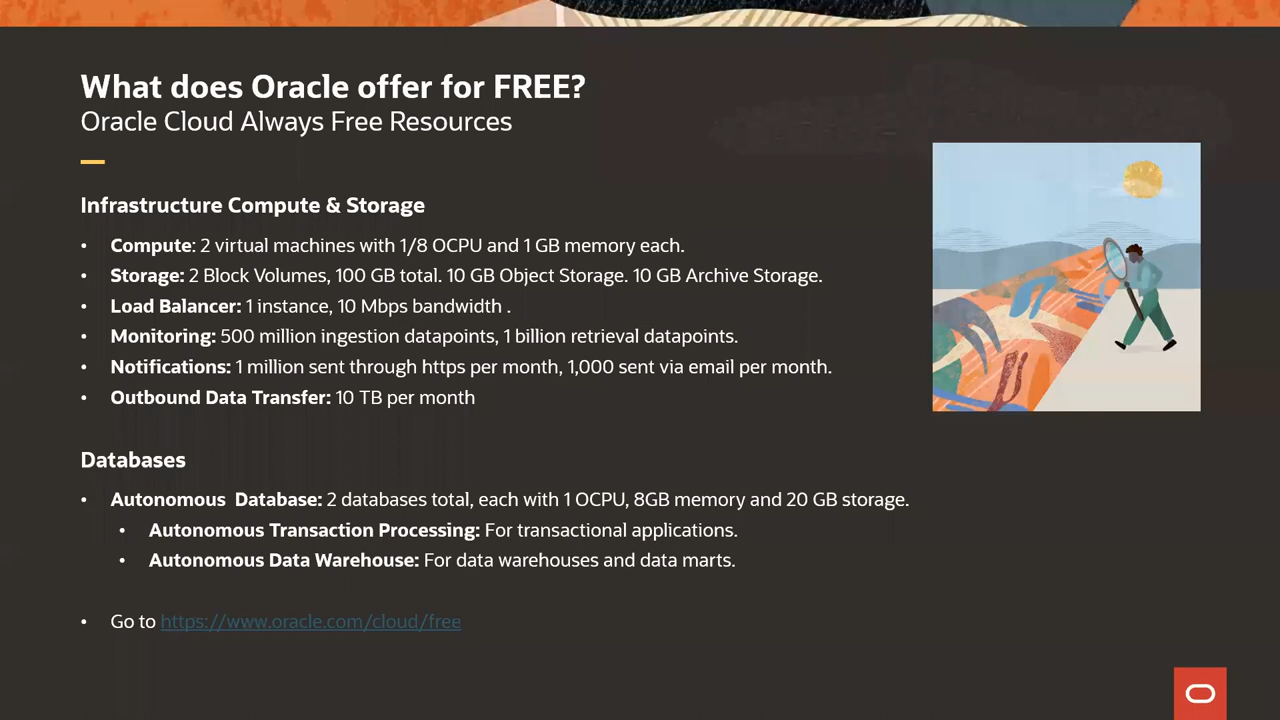 What does Oracle offer for FREE?
Oracle Cloud Always Free Resources
Infrastructure Compute & Storage
• Compute: 2 virtual machines with 1/8 OCPU and 1 GB memory each.
• Storage: 2 Block Volumes, 100 GB total. 10 GB Object Storage. 10 GB Archive Storage.
• Load Balancer: 1 instance, 10 Mbps bandwidth .
• Monitoring: 500 million ingestion datapoints, 1 billion retrieval datapoints.
• Notifications: 1 million sent through https per month, 1,000 sent via email per month.
• Outbound Data Transfer: 10 TB per month
Databases
• Autonomous  Database: 2 databases total, each with 1 OCPU, 8GB memory and 20 GB storage.
• Autonomous Transaction Processing: For transactional applications.
• Autonomous Data Warehouse: For data warehouses and data marts.
• Go to https://www.oracle.com/cloud/free